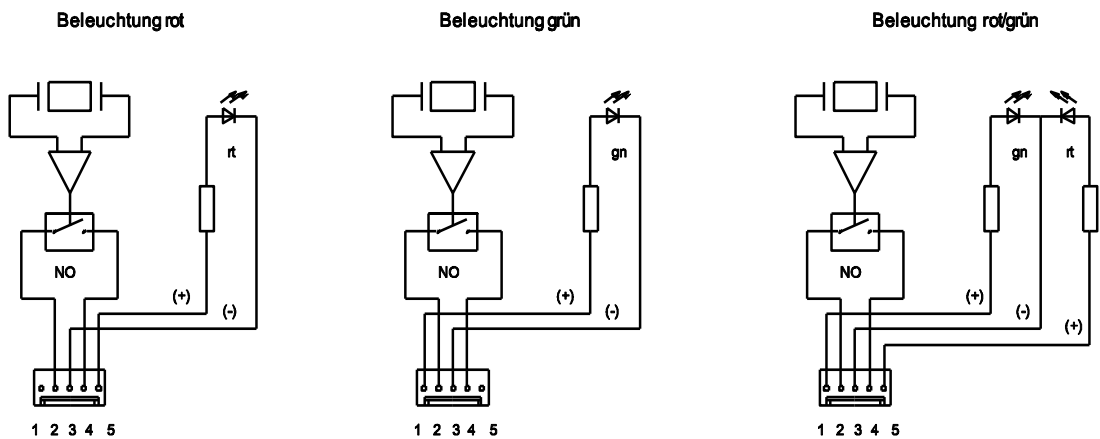 Beleuchtung rot
Beleuchtung grün
Beleuchtung rot/grün
rt
gn
gn
rt
NO
NO
NO
(+)
(-)
(+)
(-)
(+)
(-)
(+)
1 2 3 4 5
1 2 3 4 5
1 2 3 4 5